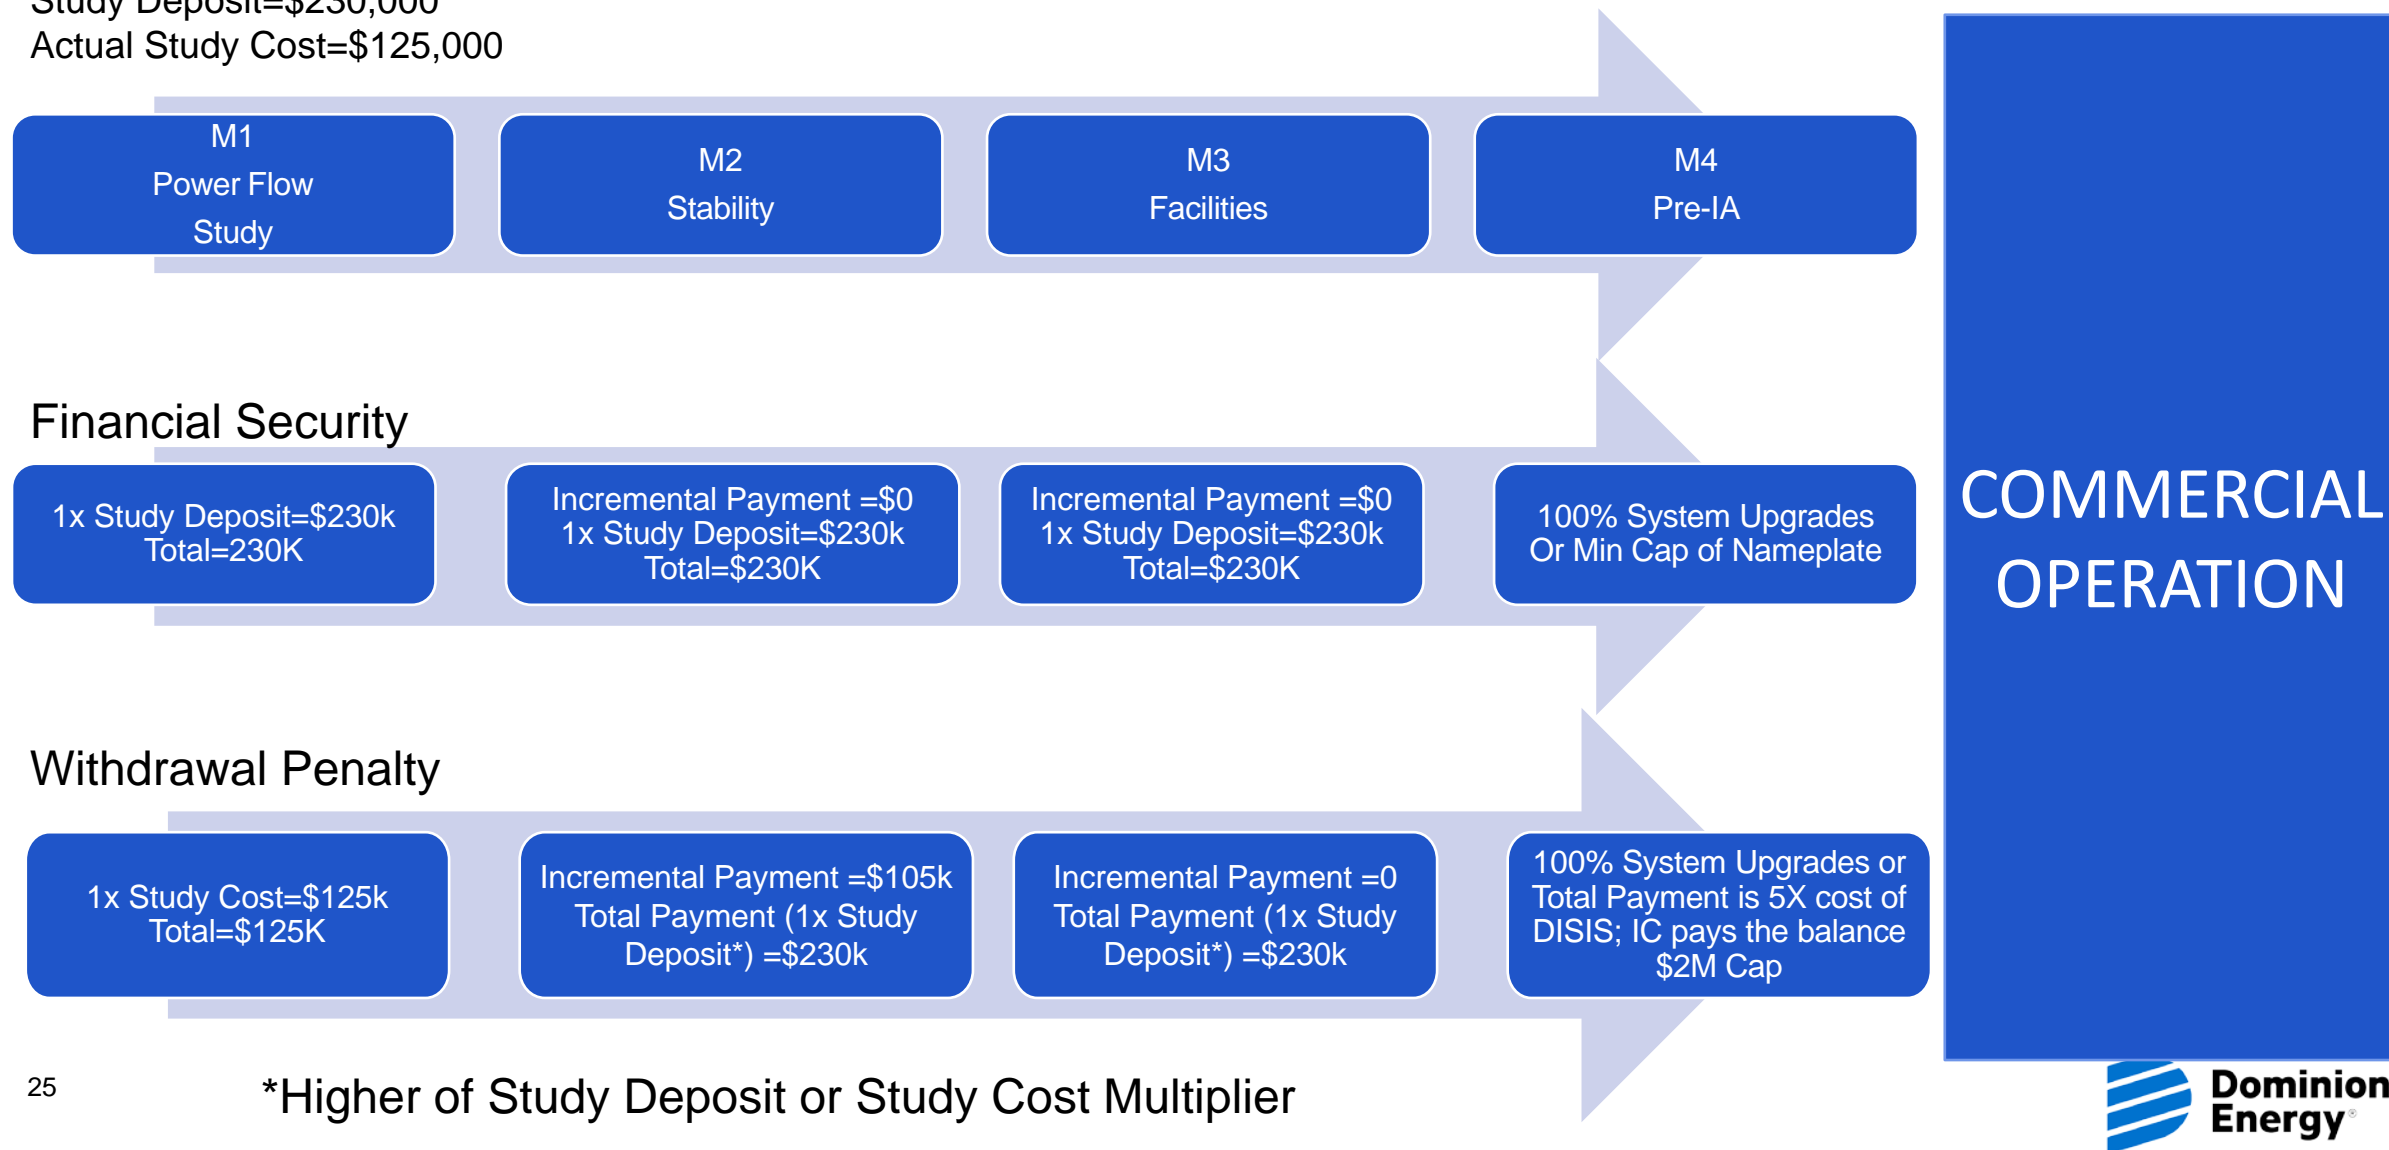 Study Deposit=$230,000
Actual Study Cost=$125,000
M1
Power Flow
Study
M2
Stability
M3
Facilities
M4
Pre-IA
Financial Security
1x Study Deposit=$230k
Total=230K
Incremental Payment =$0
1x Study Deposit=$230k
Total=$230K
Incremental Payment =$0
1x Study Deposit=$230k
Total=$230K
100% System Upgrades
Or Min Cap of Nameplate
COMMERCIAL
OPERATION
Withdrawal Penalty
1x Study Cost=$125k
Total=$125K
Incremental Payment =$105k
Total Payment (1x Study
Deposit*) =$230k
Incremental Payment =0
Total Payment (1x Study
Deposit*) =$230k
100% System Upgrades or
Total Payment is 5X cost of
DISIS; IC pays the balance
$2M Cap
25
*Higher of Study Deposit or Study Cost Multiplier
Dominion
Energy®